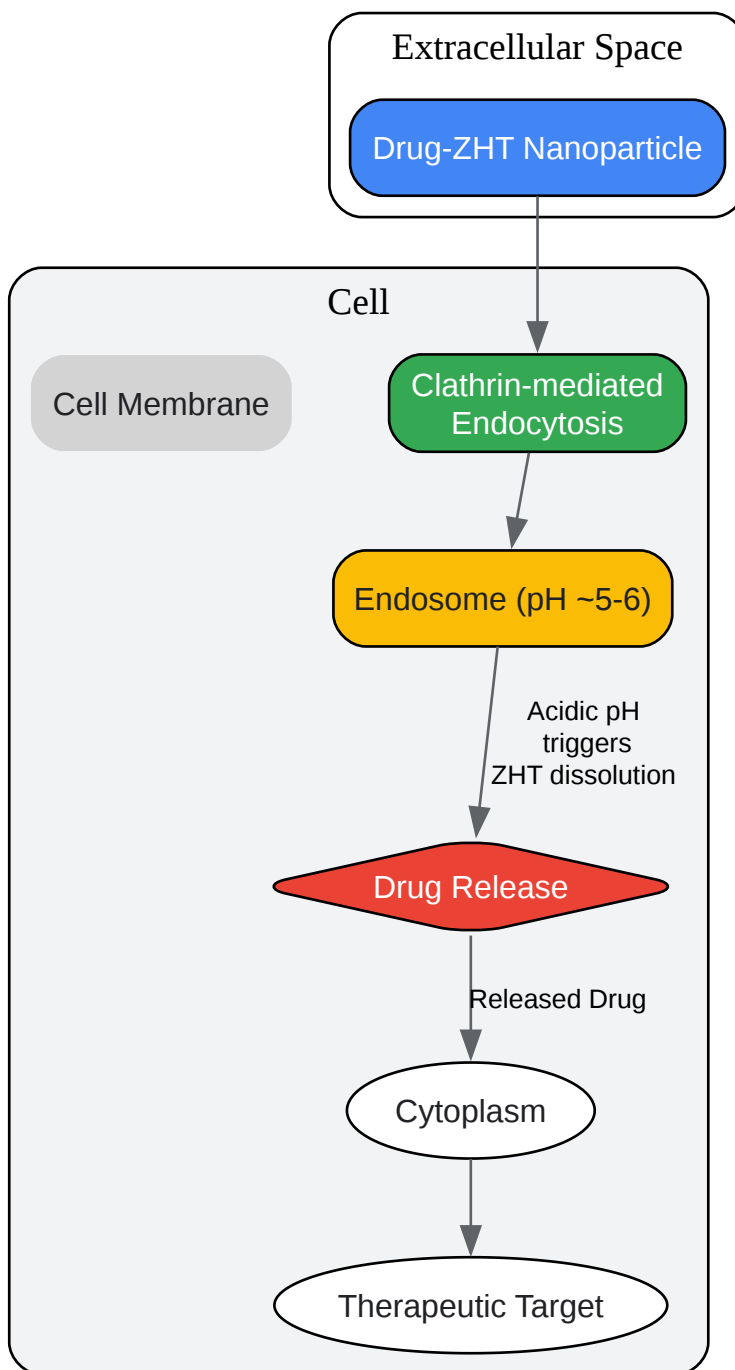 Extracellular Space
Drug-ZHT Nanoparticle
Cell
Cell Membrane
Clathrin-mediated
Endocytosis
Endosome (pH ~5-6)
Acidic pH
triggers
ZHT dissolution
Drug Release
Released Drug
Cytoplasm
Therapeutic Target